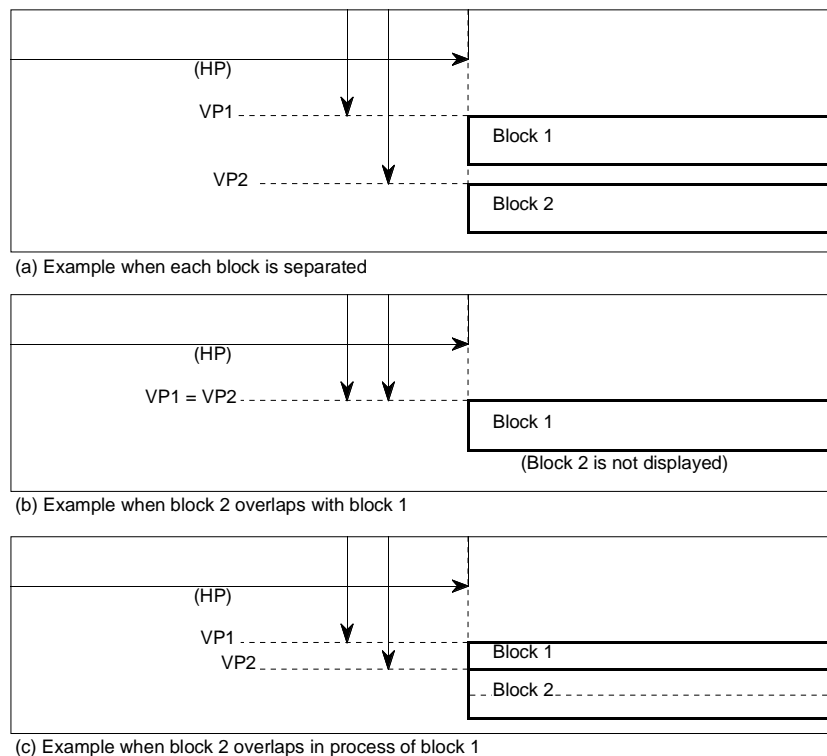 (HP)
VP1
Block 1
VP2
Block 2
(a) Example when each block is separated
(HP)
VP1 = VP2
Block 1
(Block 2 is not displayed)
(b) Example when block 2 overlaps with block 1
(HP)
VP1
Block 1
VP2
Block 2
(c) Example when block 2 overlaps in process of block 1